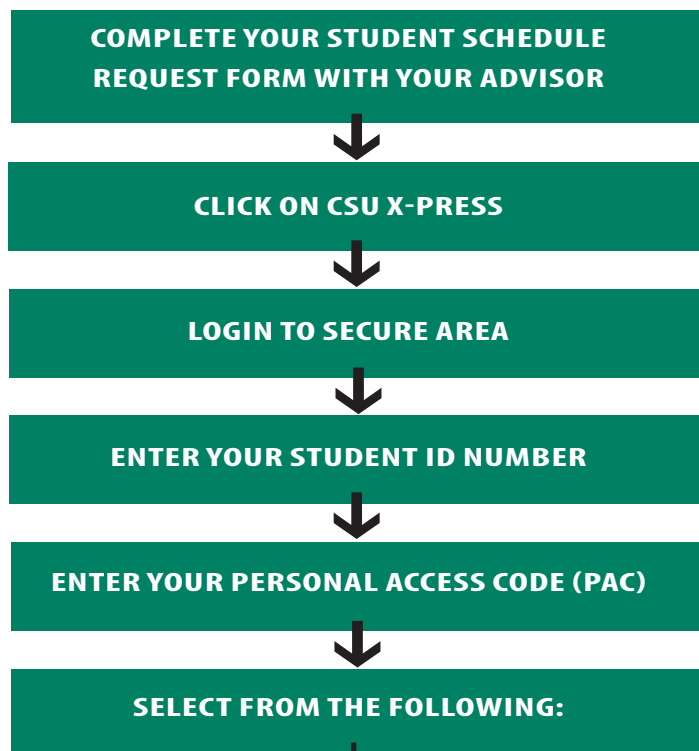 COMPLETE YOUR STUDENT SCHEDULE
REQUEST FORM WITH YOUR ADVISOR
CLICK ON CSU X-PRESS
LOGIN TO SECURE AREA
ENTER YOUR STUDENT ID NUMBER
ENTER YOUR PERSONAL ACCESS CODE (PAC)
SELECT FROM THE FOLLOWING: